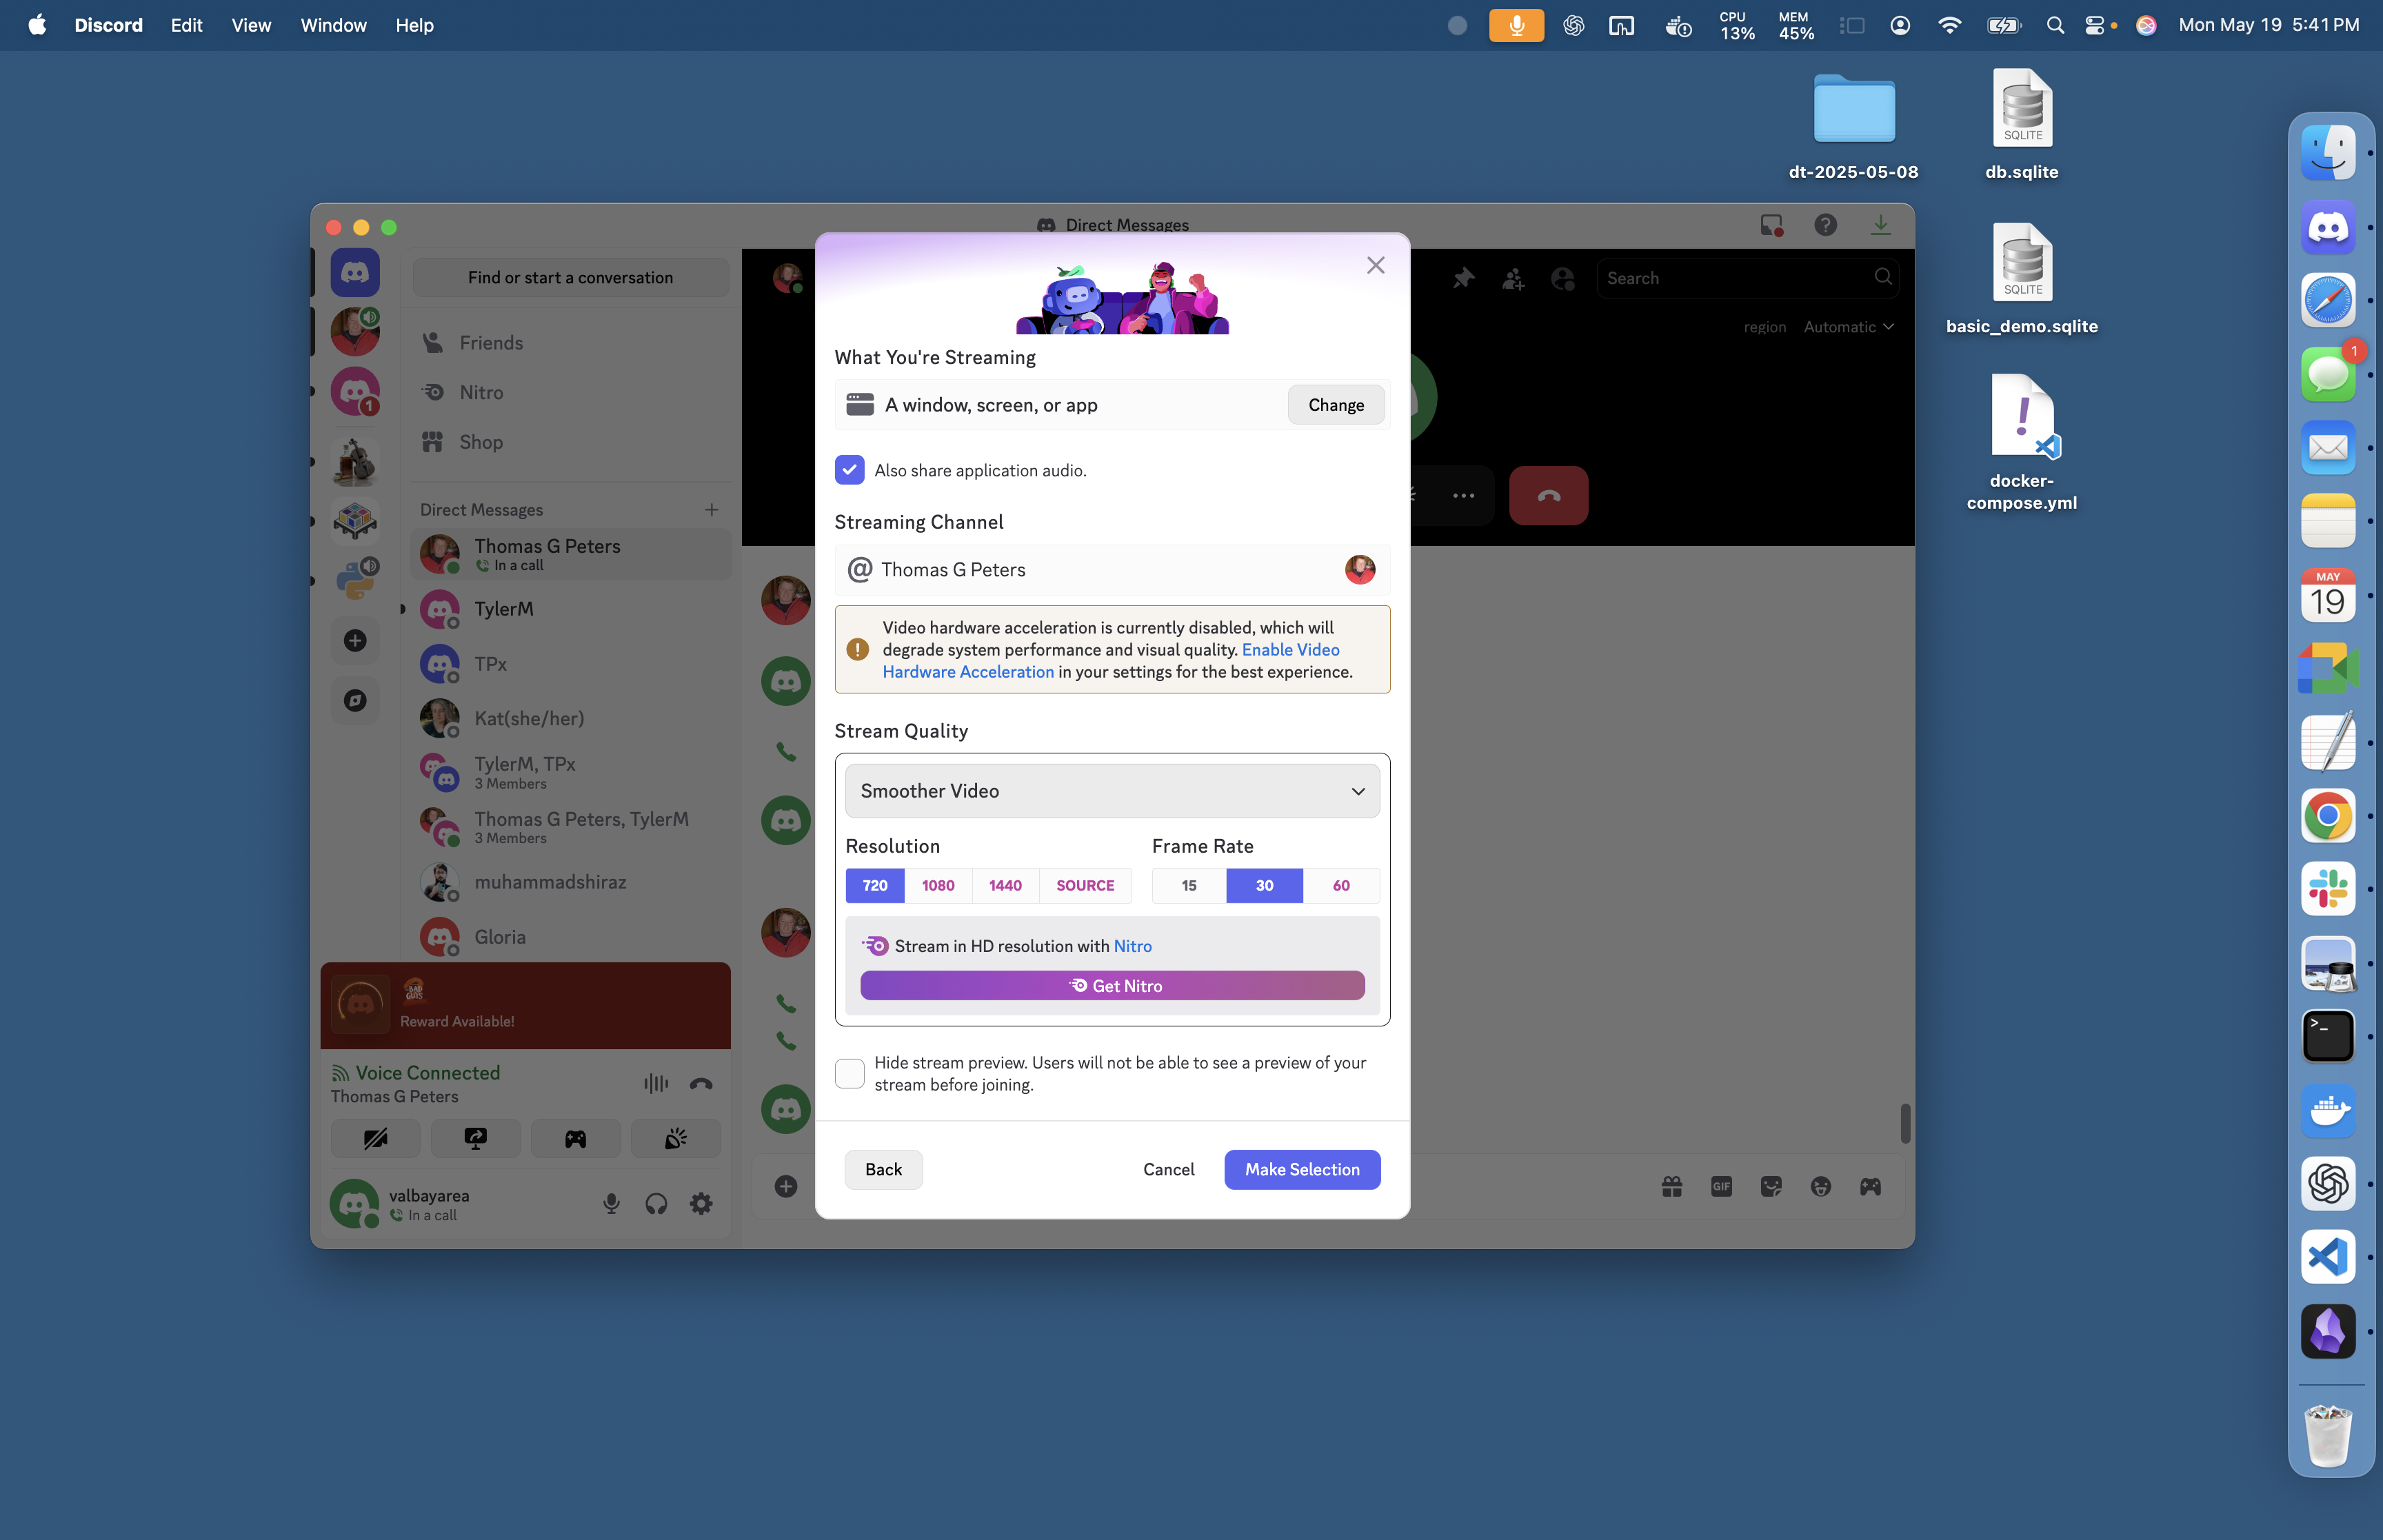 Discord Edit View Window Help
CPU 13% MEM 45% Mon May 19 5:41 PM
dt-2025-05-08
SQLITE
db.sqlite
SQLITE
basic_demo.sqlite
docker-
compose.yml
1
MAY
19
Direct Messages
Find or start a conversation
Friends
Nitro
Shop
1
Direct Messages
Thomas G Peters
In a call
TylerM
TPx
Kat(she/her)
TylerM, TPx
3 Members
Thomas G Peters, TylerM
3 Members
muhammadshiraz
Gloria
Reward Available!
Voice Connected
Thomas G Peters
valbayarea
In a call
Search
region Automatic
GIF
What You're Streaming
A window, screen, or app Change
Also share application audio.
Streaming Channel
@ Thomas G Peters
Video hardware acceleration is currently disabled, which will
degrade system performance and visual quality. Enable Video
Hardware Acceleration in your settings for the best experience.
Stream Quality
Smoother Video
Resolution Frame Rate
720 1080 1440 SOURCE 15 30 60
Stream in HD resolution with Nitro
Get Nitro
Hide stream preview. Users will not be able to see a preview of your
stream before joining.
Back Cancel Make Selection